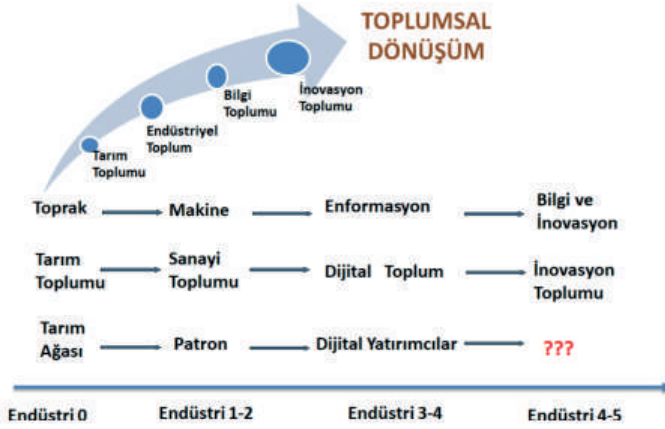 TOPLUMSAL
DÖNÜŞÜM
İnovasyon
Toplumu
Bilgi
Toplumu
Endüstriyel
Toplum
Tarım
Toplumu
Toprak
Makine
Enformasyon
Bilgi ve
İnovasyon
Tarım
Toplumu
Sanayi
Toplumu
Dijital Toplum
İnovasyon
Toplumu
Tarım
Ağası
Patron
Dijital Yatırımcılar
???
Endüstri 0
Endüstri 1-2
Endüstri 3-4
Endüstri 4-5